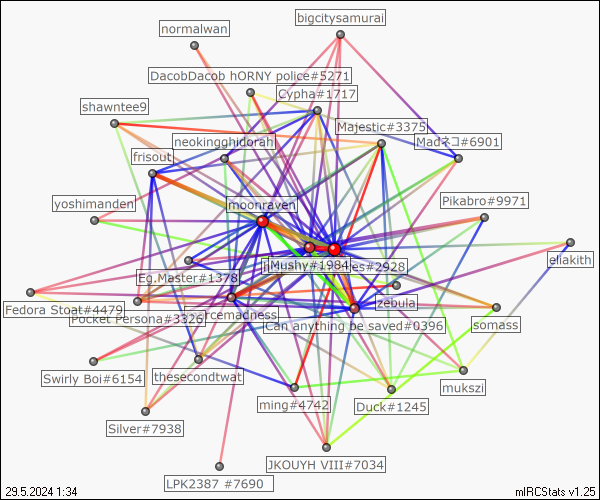 bigcitysamurai
normalwan
DacobDacob hORNY police#5271
Cypha#1717
shawntee9
Majestic#3375
neokingghidorah
Madネコ#6901
frisout
yoshimanden
moonraven
Pikabro#9971
eliakith
Mushy#1984
es#2928
Eg.Master#1378
zebula
Fedora Stoat#4479
Pocket Persona#3326
rcemadness
somass
Can anything be saved#0396
Swirly Boi#6154
thesecondtwat
mukszi
ming#4742
Duck#1245
Silver#7938
JKOUYH VIII#7034
LPK2387 #7690
29.5.2024 1:34
mIRCStats v1.25